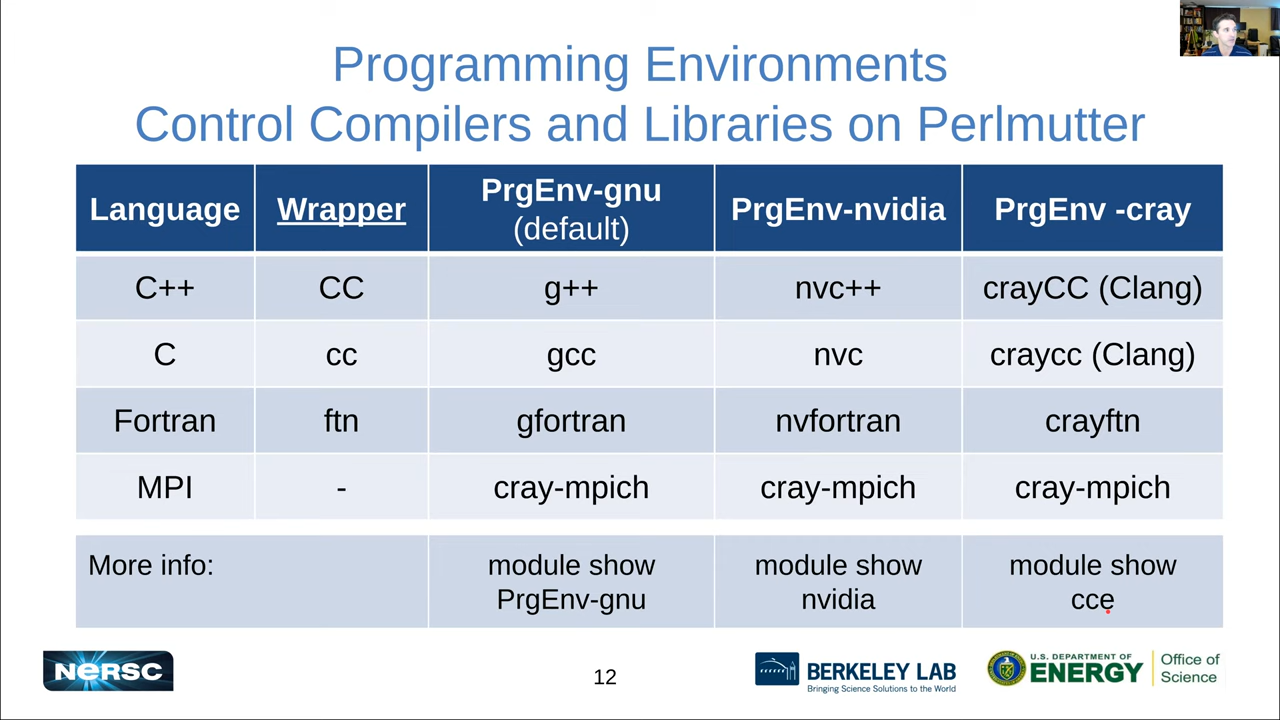 Programming Environments
Control Compilers and Libraries on Perlmutter
Language Wrapper PrgEnv-gnu (default) PrgEnv-nvidia PrgEnv -cray
C++ CC g++ nvc++ crayCC (Clang)
C cc gcc nvc craycc (Clang)
Fortran ftn gfortran nvfortran crayftn
MPI - cray-mpich cray-mpich cray-mpich
More info: module show module show module show
PrgEnv-gnu nvidia cce
NERSC
12
BERKELEY LAB
Bringing Science Solutions to the World
U.S. DEPARTMENT OF
ENERGY
Office of
Science